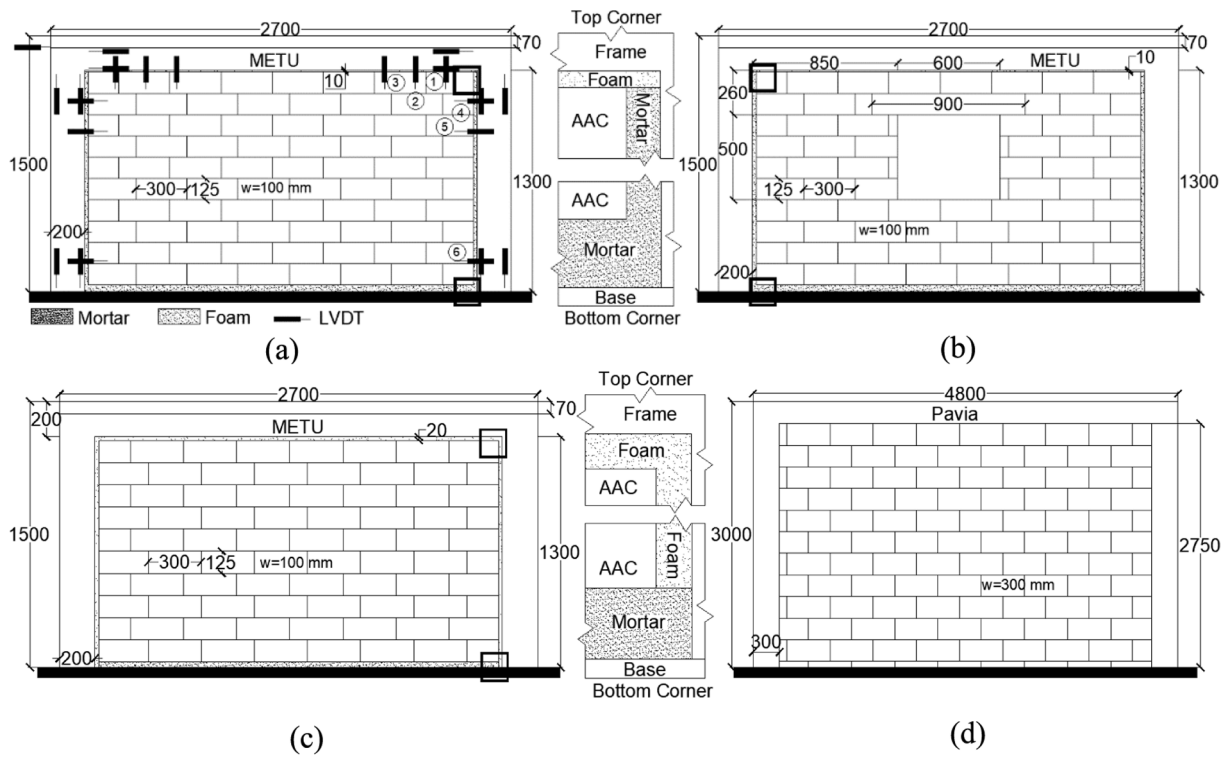 2700
70
METU
10
3
1
2
4
5
1500
300 125 w=100 mm
1300
200
6
Mortar Foam LVDT
(a)
Top Corner
Frame
Foam
AAC
Mortar
AAC
Mortar
Base
Bottom Corner
2700
70
850 600 METU 10
260
900
1500
500
125 300
1300
w=100 mm
200
(b)
2700
200
70
METU
20
1500
300 125 w=100 mm
1300
200
(c)
Top Corner
Frame
Foam
AAC
AAC
Foam
Mortar
Base
Bottom Corner
4800
Pavia
3000
2750
w=300 mm
300
(d)